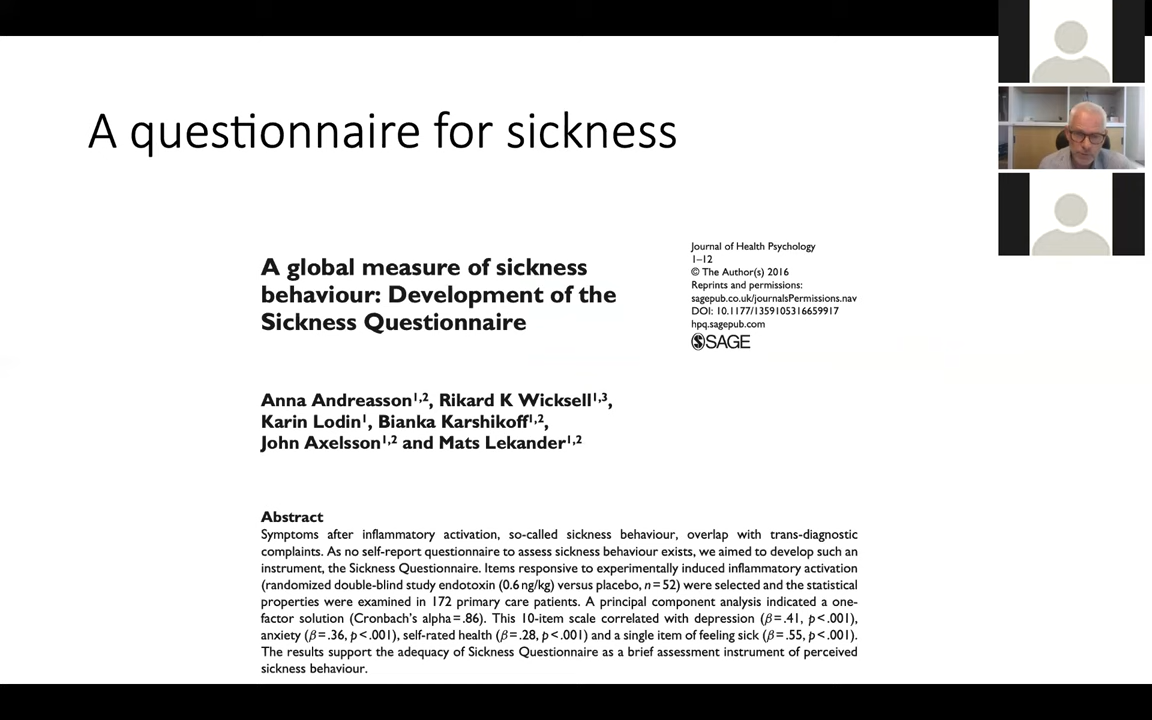 A questionnaire for sickness
A global measure of sickness
behaviour: Development of the
Sickness Questionnaire
Journal of Health Psychology
1–12
© The Author(s) 2016
Reprints and permissions:
sagepub.co.uk/journalsPermissions.nav
DOI: 10.1177/1359105316659917
hpq.sagepub.com
SAGE
Anna Andreasson1,2, Rikard K Wicksell1,3,
Karin Lodin1, Bianka Karshikoff1,2,
John Axelsson1,2 and Mats Lekander1,2
Abstract
Symptoms after inflammatory activation, so-called sickness behaviour, overlap with trans-diagnostic
complaints. As no self-report questionnaire to assess sickness behaviour exists, we aimed to develop such an
instrument, the Sickness Questionnaire. Items responsive to experimentally induced inflammatory activation
(randomized double-blind study endotoxin (0.6 ng/kg) versus placebo, n = 52) were selected and the statistical
properties were examined in 172 primary care patients. A principal component analysis indicated a one-
factor solution (Cronbach's alpha = .86). This 10-item scale correlated with depression (β = .41, p < .001),
anxiety (β = .36, p < .001), self-rated health (β = .28, p < .001) and a single item of feeling sick (β = .55, p < .001).
The results support the adequacy of Sickness Questionnaire as a brief assessment instrument of perceived
sickness behaviour.